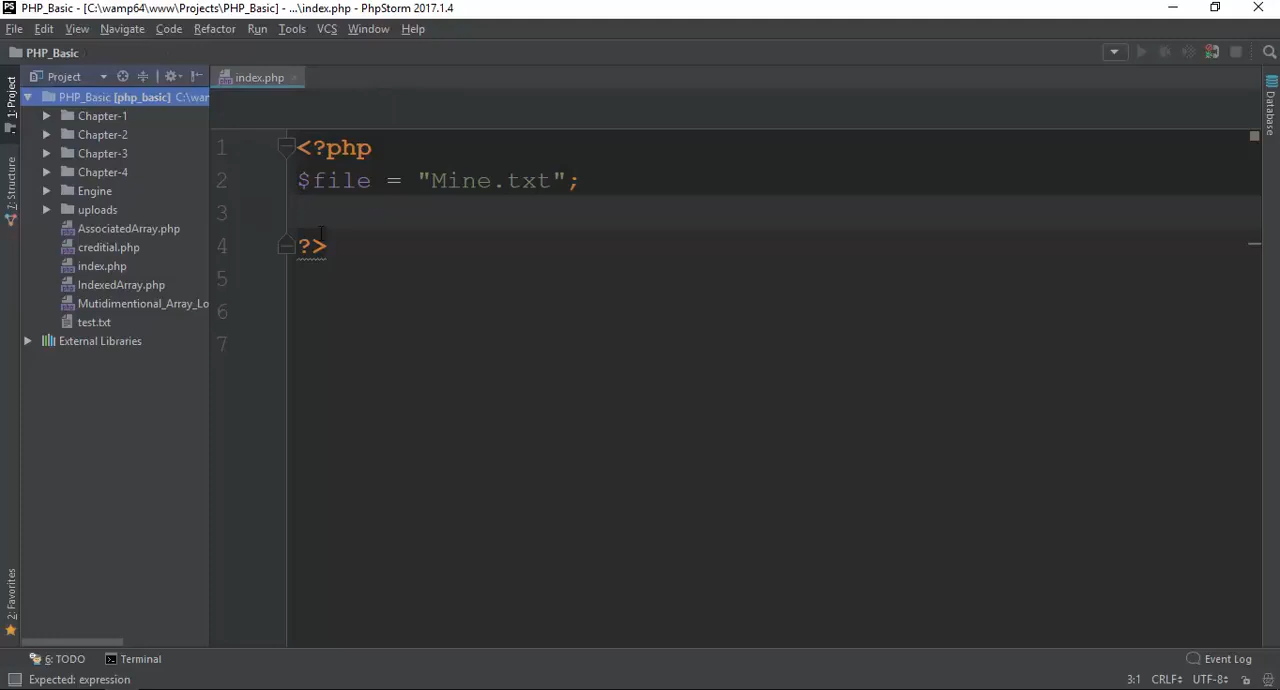 PS PHP_Basic - [C:\wamp64\www\Projects\PHP_Basic] - ...\index.php - PhpStorm 2017.1.4
File Edit View Navigate Code Refactor Run Tools VCS Window Help
PHP_Basic
1: Project
Project
index.php
Database
PHP_Basic [php_basic] C:\war
Chapter-1
Chapter-2
Chapter-3
Chapter-4
Engine
uploads
AssociatedArray.php
creditial.php
index.php
IndexedArray.php
Mutidimentional_Array_Lo
test.txt
External Libraries
7: Structure
2: Favorites
1 <?php
2 $file = "Mine.txt";
3
4 ?>
5
6
7
6: TODO Terminal Event Log
Expected: expression 3:1 CRLF UTF-8